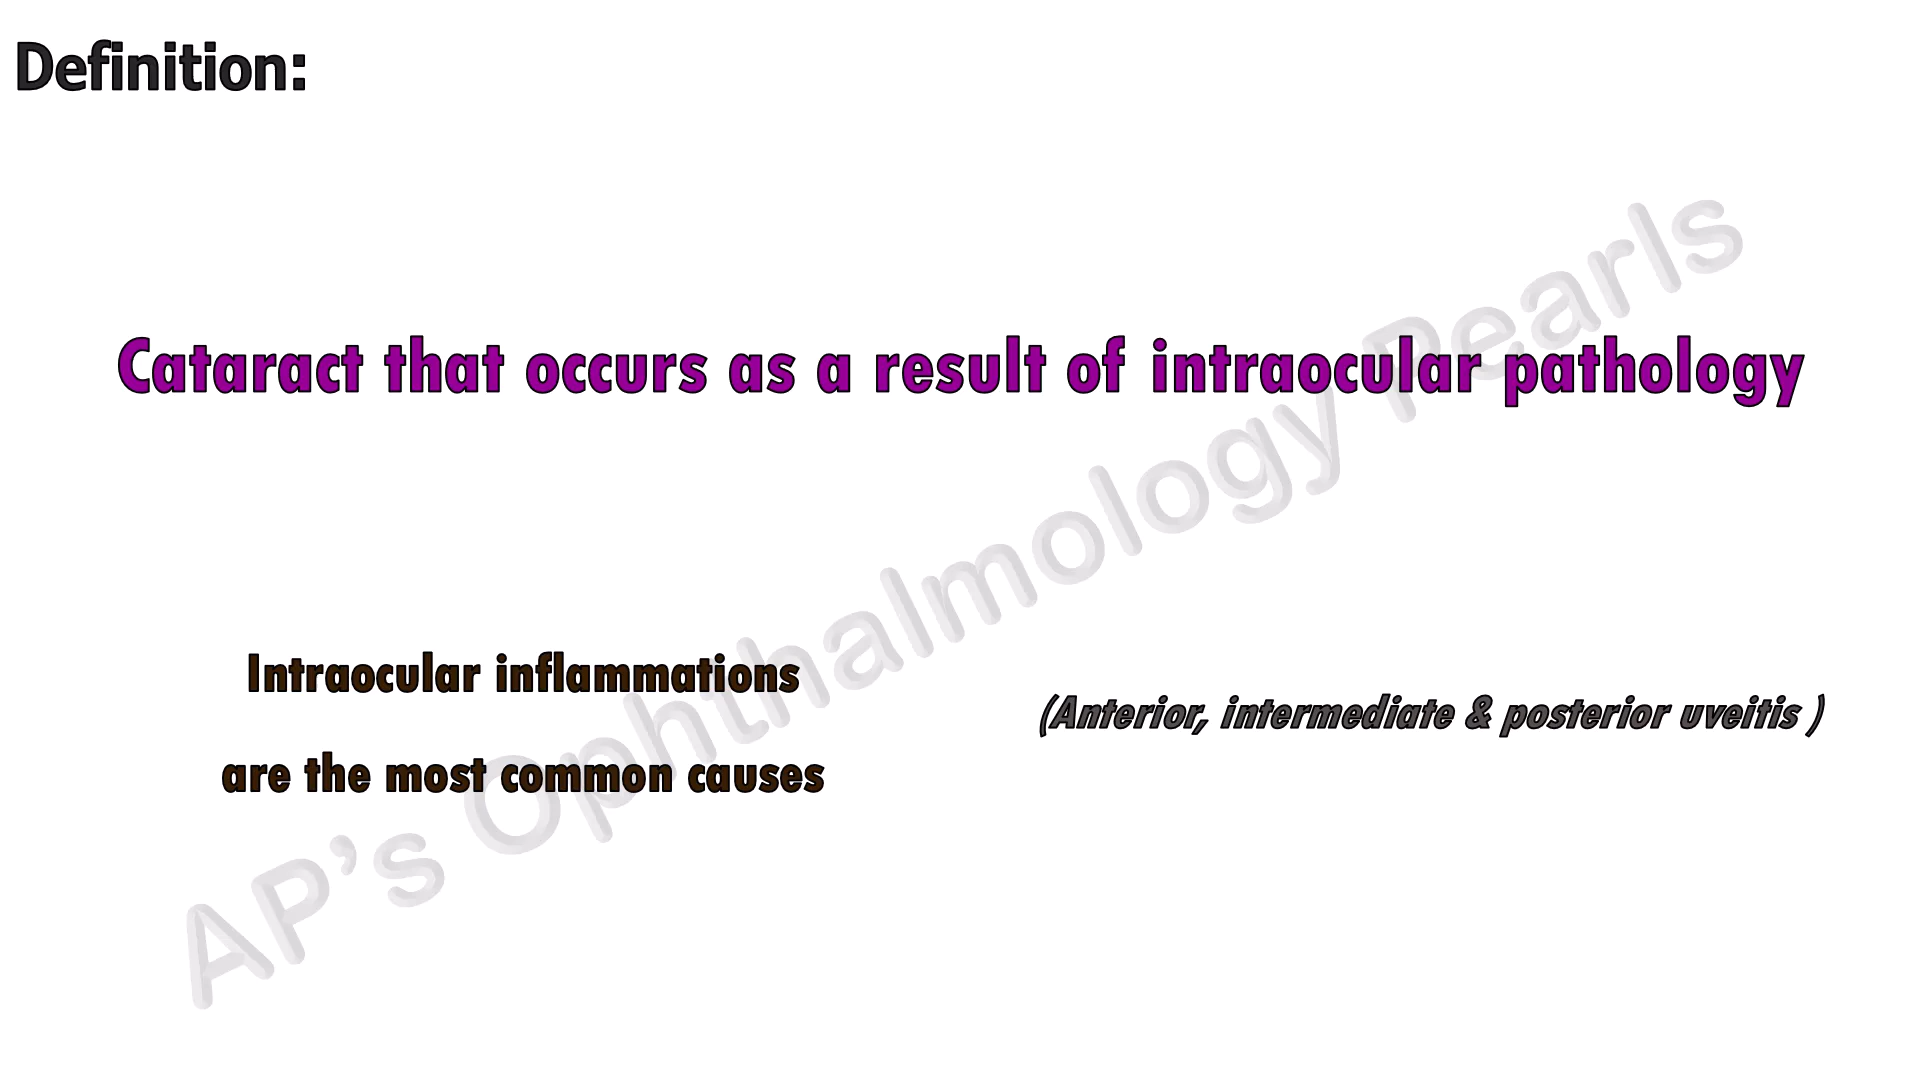 Definition:
Cataract that occurs as a result of intraocular pathology
Intraocular inflammations
are the most common causes
(Anterior, intermediate & posterior uveitis )
AP’s Ophthalmology Pearls